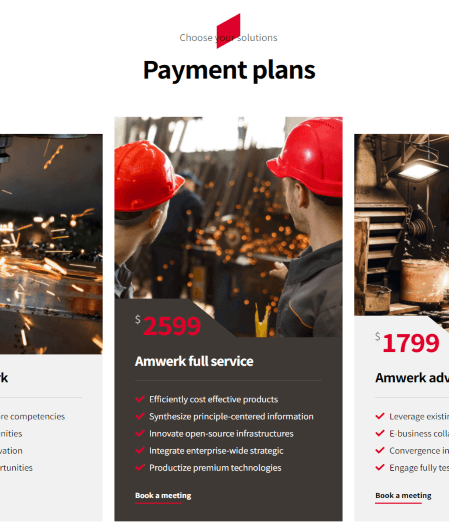 Choose your solutions
Payment plans
re competencies
nities
vation
rtunities
$2599
Amwerk full service
Efficiently cost effective products
Synthesize principle-centered information
Innovate open-source infrastructures
Integrate enterprise-wide strategic
Productize premium technologies
Book a meeting
$1799
Amwerk adv
Leverage existin
E-business colla
Convergence in
Engage fully tes
Book a meeting